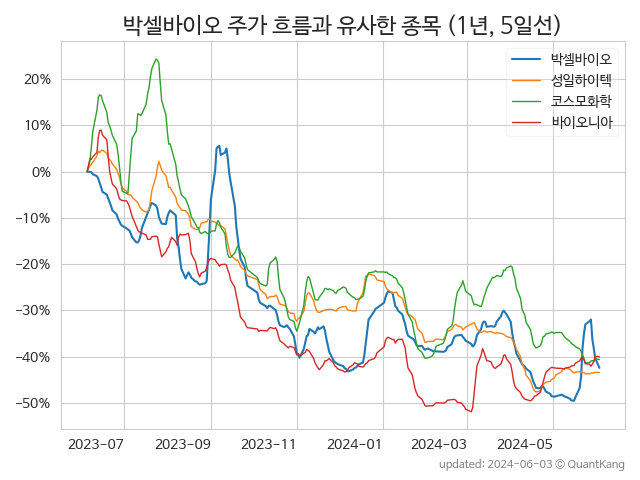 박셀바이오 주가 흐름과 유사한 종목 (1년, 5일선)
박셀바이오
성일하이텍
코스모화학
바이오니아
20%
10%
0%
−10%
−20%
−30%
−40%
−50%
2023-07
2023-09
2023-11
2024-01
2024-03
2024-05
updated: 2024-06-03 © QuantKang